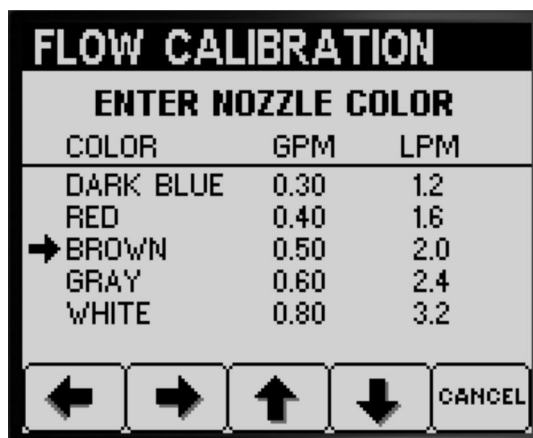 FLOW CALIBRATION
ENTER NOZZLE COLOR
COLOR GPM LPM
DARK BLUE 0.30 1.2
RED 0.40 1.6
BROWN 0.50 2.0
GRAY 0.60 2.4
WHITE 0.80 3.2
CANCEL